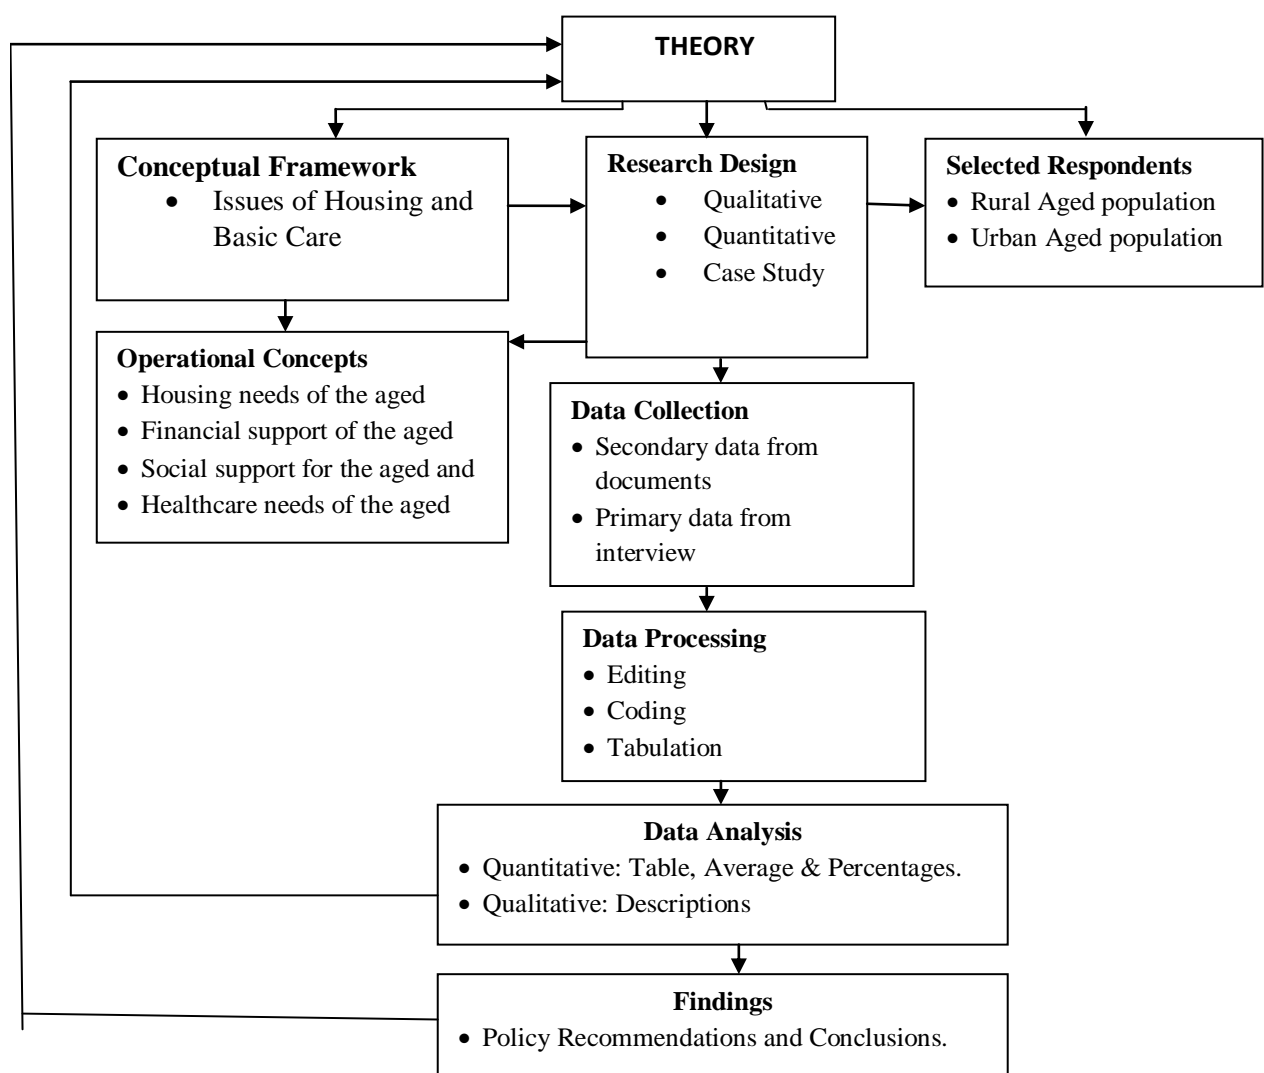 THEORY
Conceptual Framework
• Issues of Housing and
Basic Care
Research Design
• Qualitative
• Quantitative
• Case Study
Selected Respondents
• Rural Aged population
• Urban Aged population
Operational Concepts
• Housing needs of the aged
• Financial support of the aged
• Social support for the aged and
• Healthcare needs of the aged
Data Collection
• Secondary data from
documents
• Primary data from
interview
Data Processing
• Editing
• Coding
• Tabulation
Data Analysis
• Quantitative: Table, Average & Percentages.
• Qualitative: Descriptions
Findings
• Policy Recommendations and Conclusions.